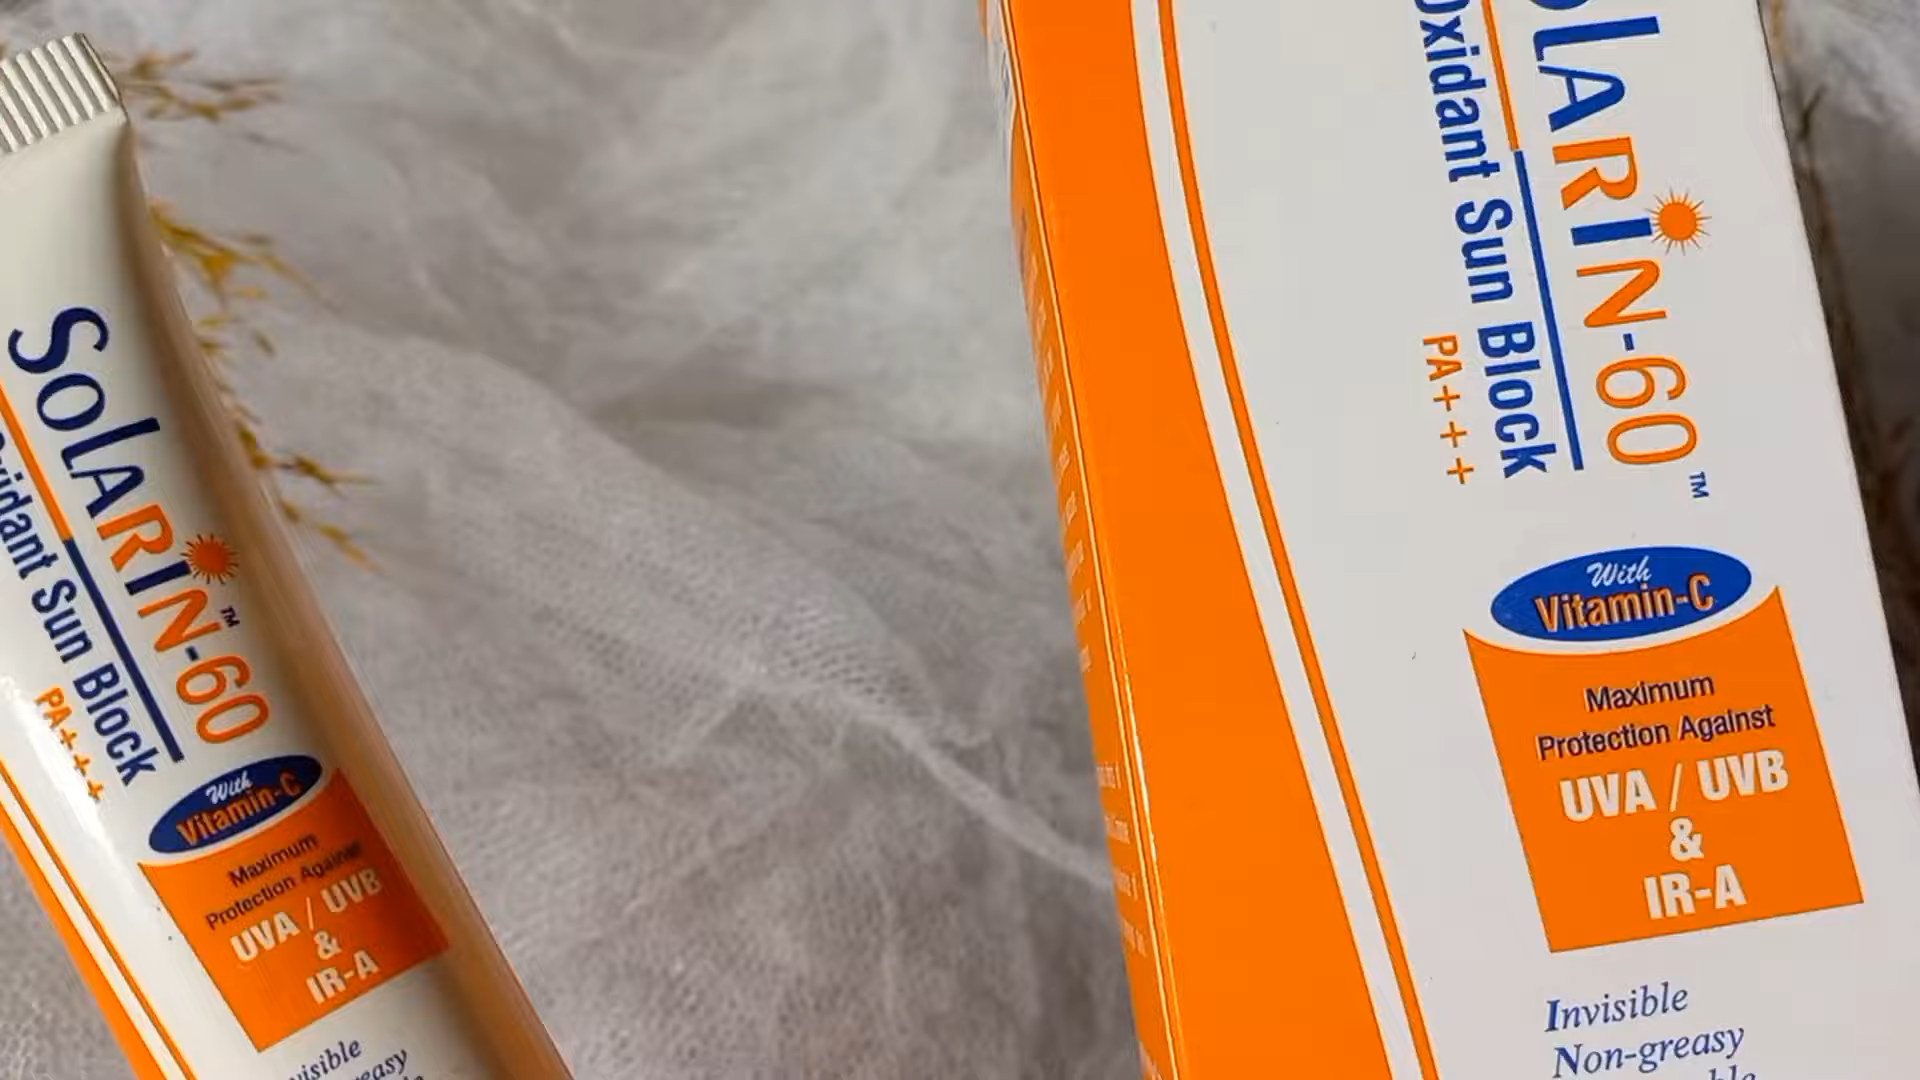 SolARIN-60™
Oxidant Sun Block
PA+++
With
Vitamin-C
Maximum
Protection Against
UVA / UVB
&
IR-A
SolARIN-60™
Oxidant Sun Block
PA+++
With
Vitamin-C
Maximum
Protection Against
UVA / UVB
&
IR-A
Invisible
Non-greasy